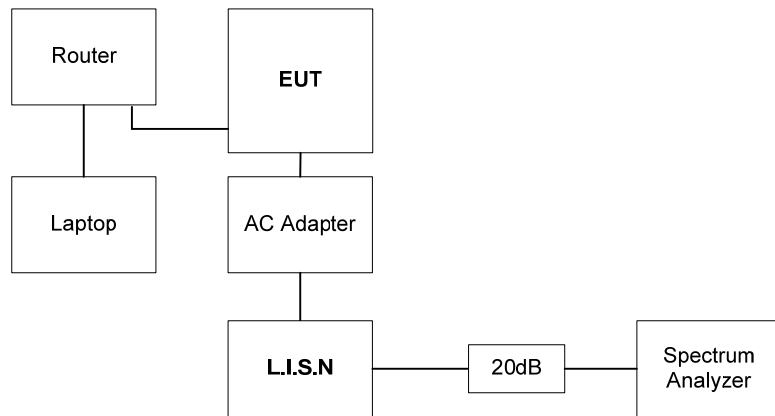 Router
EUT
Laptop
AC Adapter
L.I.S.N
20dB
Spectrum
Analyzer